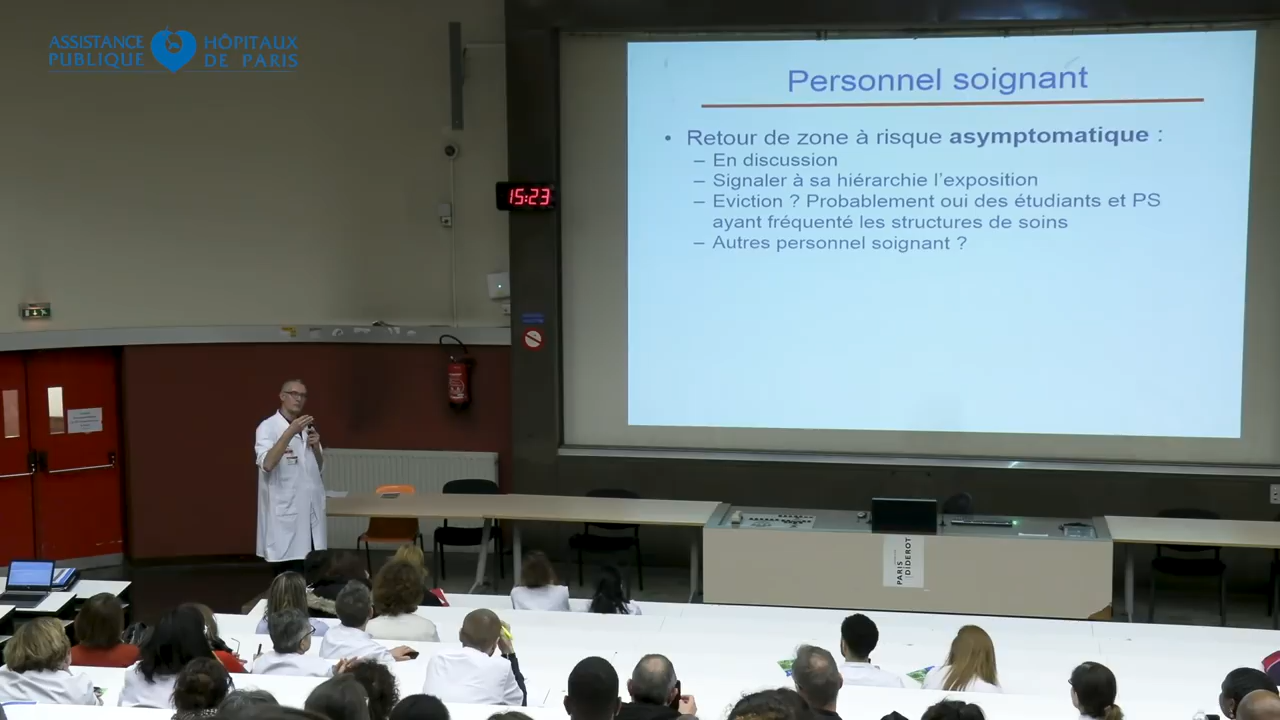 ASSISTANCE HÔPITAUX
PUBLIQUE DE PARIS
Personnel soignant
• Retour de zone à risque asymptomatique :
– En discussion
– Signaler à sa hiérarchie l'exposition
– Eviction ? Probablement oui des étudiants et PS
ayant fréquenté les structures de soins
– Autres personnel soignant ?
15:23
PARIS
DIDEROT